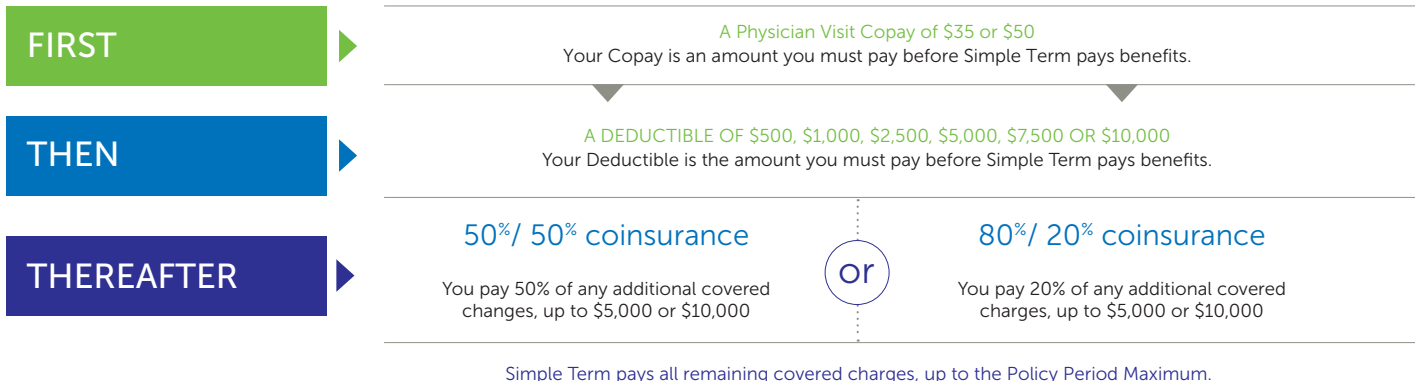 FIRST
A Physician Visit Copay of $35 or $50
Your Copay is an amount you must pay before Simple Term pays benefits.
THEN
A DEDUCTIBLE OF $500, $1,000, $2,500, $5,000, $7,500 OR $10,000
Your Deductible is the amount you must pay before Simple Term pays benefits.
THEREAFTER
50%/ 50% coinsurance
You pay 50% of any additional covered
changes, up to $5,000 or $10,000
or
80%/ 20% coinsurance
You pay 20% of any additional covered
charges, up to $5,000 or $10,000
Simple Term pays all remaining covered charges, up to the Policy Period Maximum.